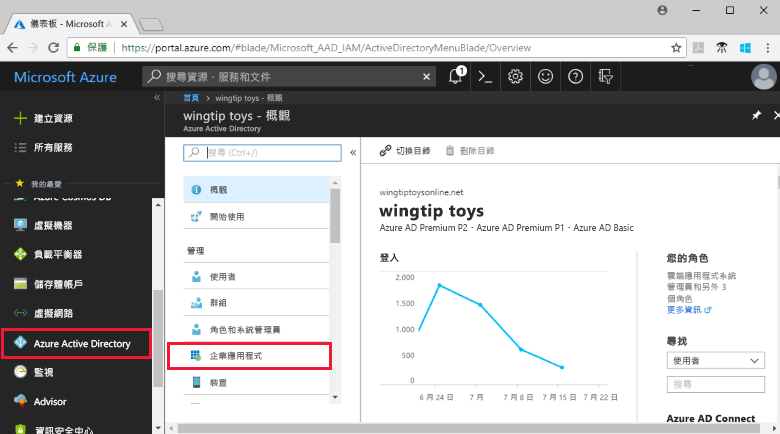 儀表板 - Microsoft A
保護 https://portal.azure.com/#blade/Microsoft_AAD_IAM/ActiveDirectoryMenuBlade/Overview
Microsoft Azure
搜尋資源、服務和文件
1
建立資源
所有服務
我的最愛
Azure Cosmos DB
虛擬機器
負載平衡器
儲存體帳戶
虛擬網路
Azure Active Directory
監視
Advisor
資訊安全中心
首頁 > wingtip toys - 概觀
wingtip toys - 概觀
Azure Active Directory
搜尋 (Ctrl+/)
概觀
開始使用
管理
使用者
群組
角色和系統管理員
企業應用程式
裝置
切換目錄
刪除目錄
wingtiptoysonline.net
wingtip toys
Azure AD Premium P2・Azure AD Premium P1・Azure AD Basic
登入
2.000
1.500
1.000
500
0
6 月 24 日
7 月
7 月 8 日
7 月 15 日
7 月 22 日
您的角色
雲端應用程式系統
管理員和另外 3
個角色
更多資訊
尋找
使用者
搜尋
Azure AD Connect